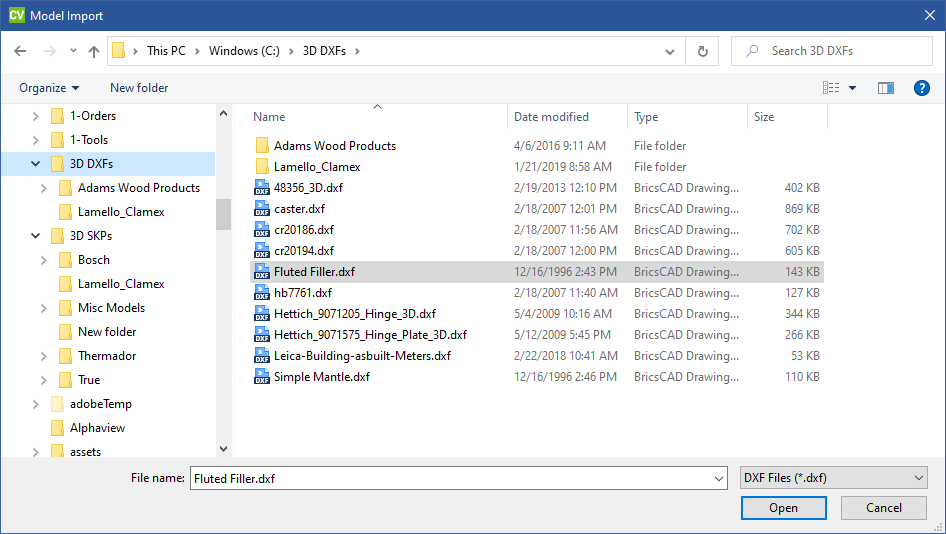 CV Model Import
This PC > Windows (C:) > 3D DXFs >
Search 3D DXFs
Organize New folder ?
1-Orders
1-Tools
3D DXFs
Adams Wood Products
Lamello_Clamex
3D SKPs
Bosch
Lamello_Clamex
Misc Models
New folder
Thermador
True
adobeTemp
Alphaview
assets
Name Date modified Type Size
Adams Wood Products 4/6/2016 9:11 AM File folder
Lamello_Clamex 1/21/2019 8:58 AM File folder
DXF 48356_3D.dxf 2/19/2013 12:10 PM BricsCAD Drawing... 402 KB
DXF caster.dxf 2/18/2007 12:01 PM BricsCAD Drawing... 869 KB
DXF cr20186.dxf 2/18/2007 11:56 AM BricsCAD Drawing... 702 KB
DXF cr20194.dxf 2/18/2007 12:00 PM BricsCAD Drawing... 605 KB
DXF Fluted Filler.dxf 12/16/1996 2:43 PM BricsCAD Drawing... 143 KB
DXF hb7761.dxf 2/18/2007 11:40 AM BricsCAD Drawing... 127 KB
DXF Hettich_9071205_Hinge_3D.dxf 5/4/2009 10:16 AM BricsCAD Drawing... 344 KB
DXF Hettich_9071575_Hinge_Plate_3D.dxf 5/12/2009 5:45 PM BricsCAD Drawing... 266 KB
DXF Leica-Building-asbuilt-Meters.dxf 2/22/2018 10:41 AM BricsCAD Drawing... 53 KB
DXF Simple Mantle.dxf 12/16/1996 2:46 PM BricsCAD Drawing... 110 KB
File name: Fluted Filler.dxf DXF Files (*.dxf)
Open Cancel